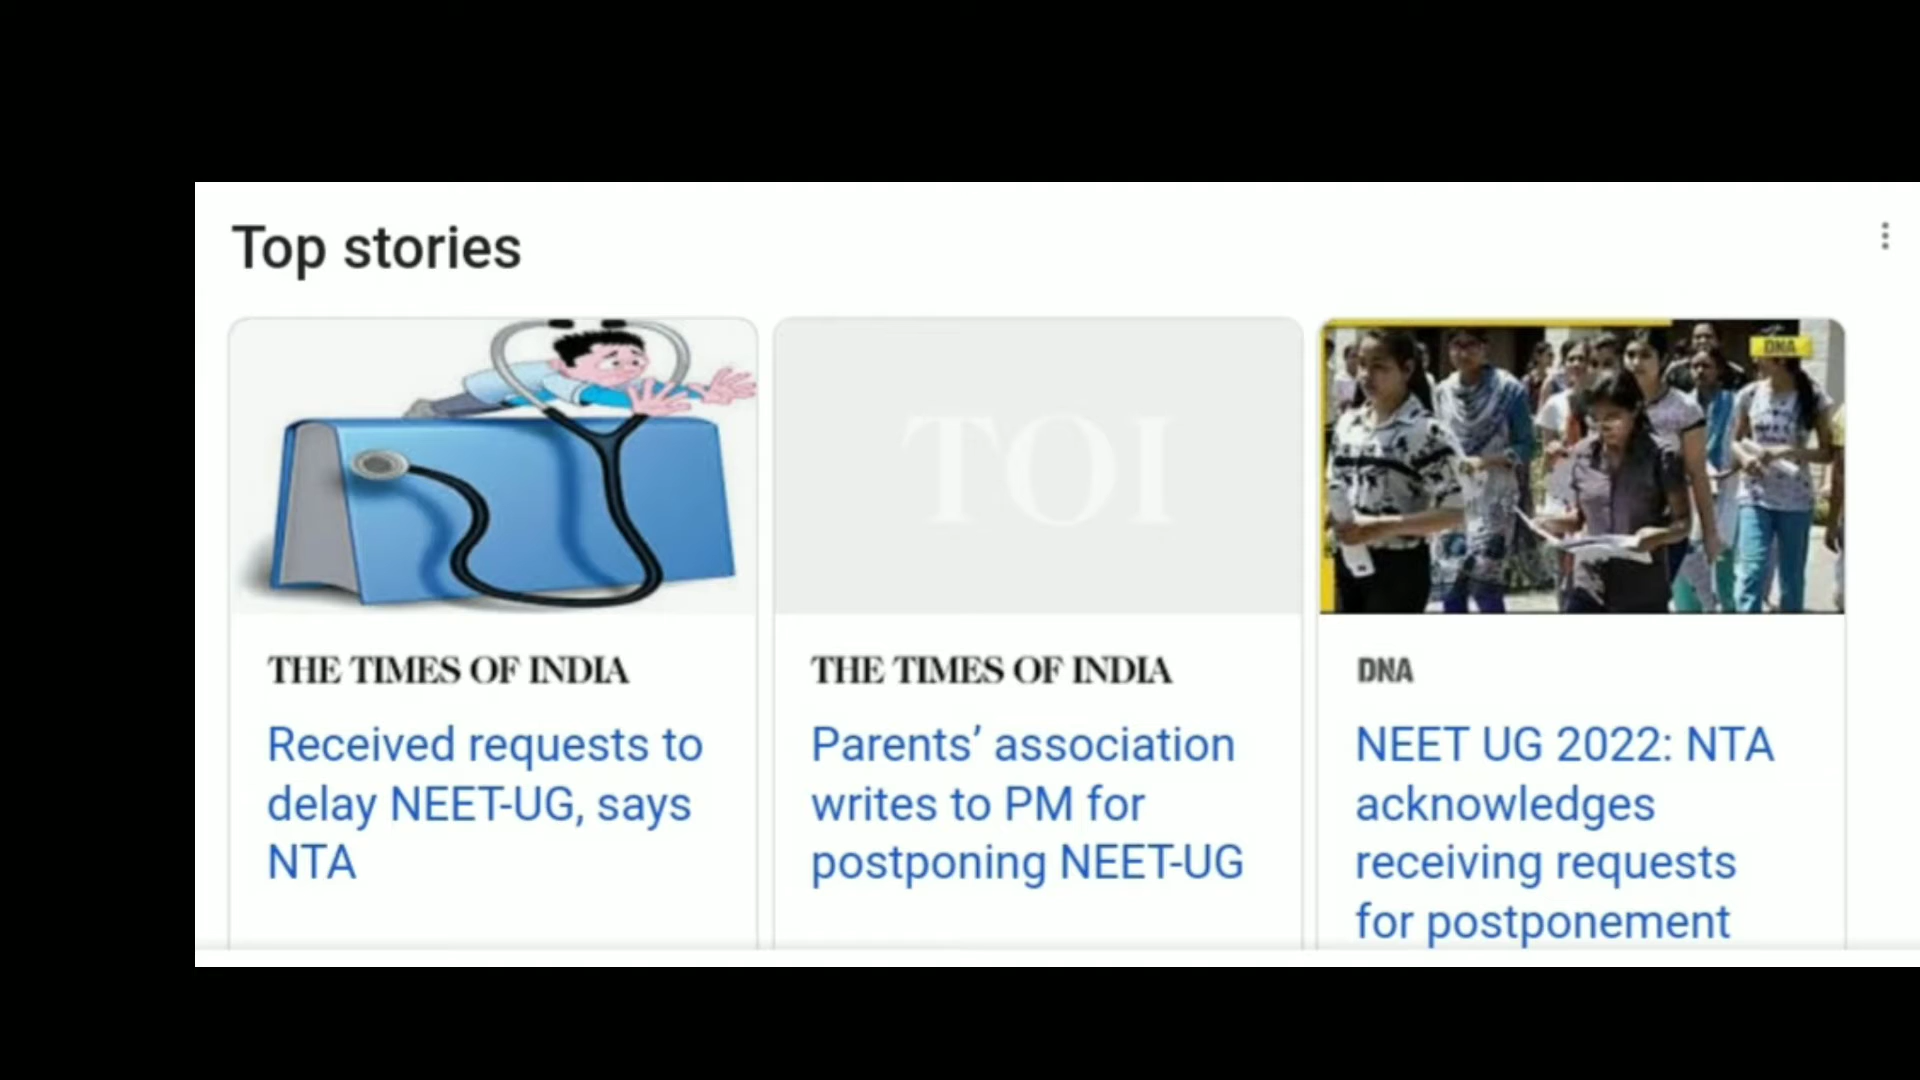 Top stories
TOI
DNA
THE TIMES OF INDIA
Received requests to
delay NEET-UG, says
NTA
THE TIMES OF INDIA
Parents’ association
writes to PM for
postponing NEET-UG
DNA
NEET UG 2022: NTA
acknowledges
receiving requests
for postponement